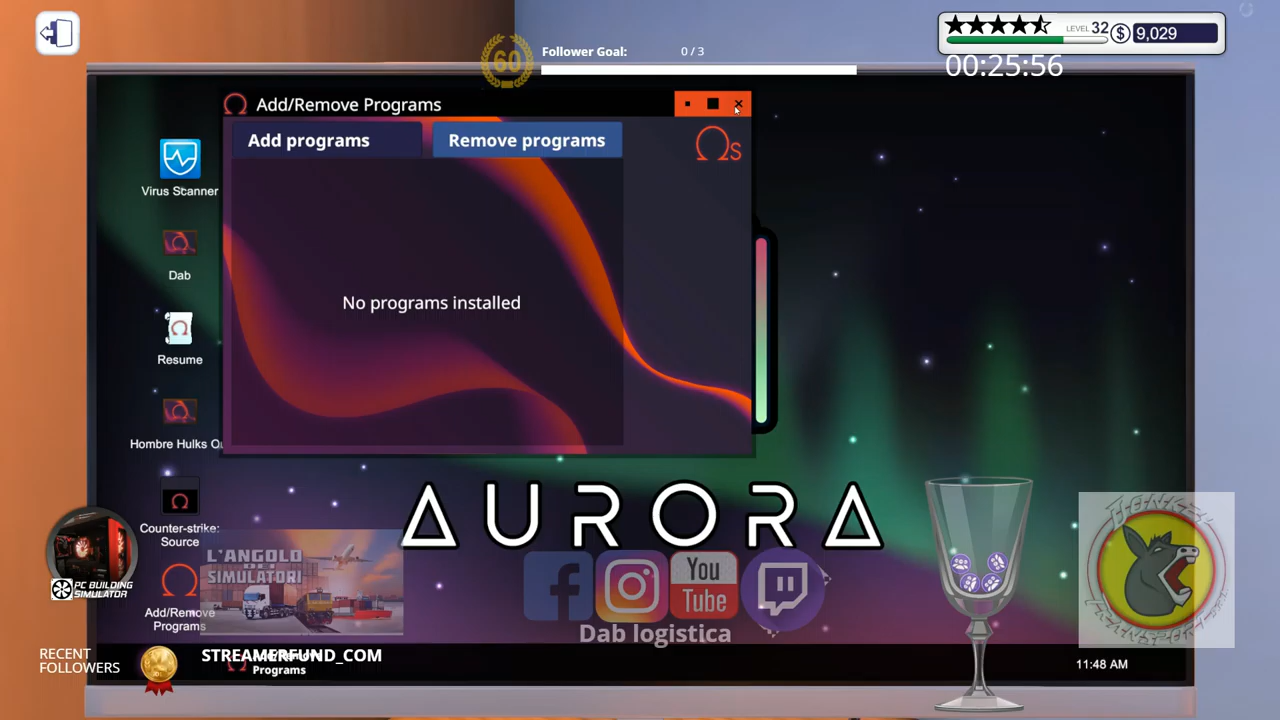 Follower Goal: 0 / 3
60
LEVEL 32
$ 9,029
00:25:56
Add/Remove Programs
Add programs
Remove programs
Ωs
No programs installed
Virus Scanner
Dab
Resume
Hombre Hulks
Counter-strike:
Source
Add/Remove
Programs
AURORA
L'ANGOLO
DEI
SIMULATORI
PC BUILDING
SIMULATOR
You
Tube
Dab logistica
RECENT
FOLLOWERS
STREAMERFUND_COM
Programs
11:48 AM